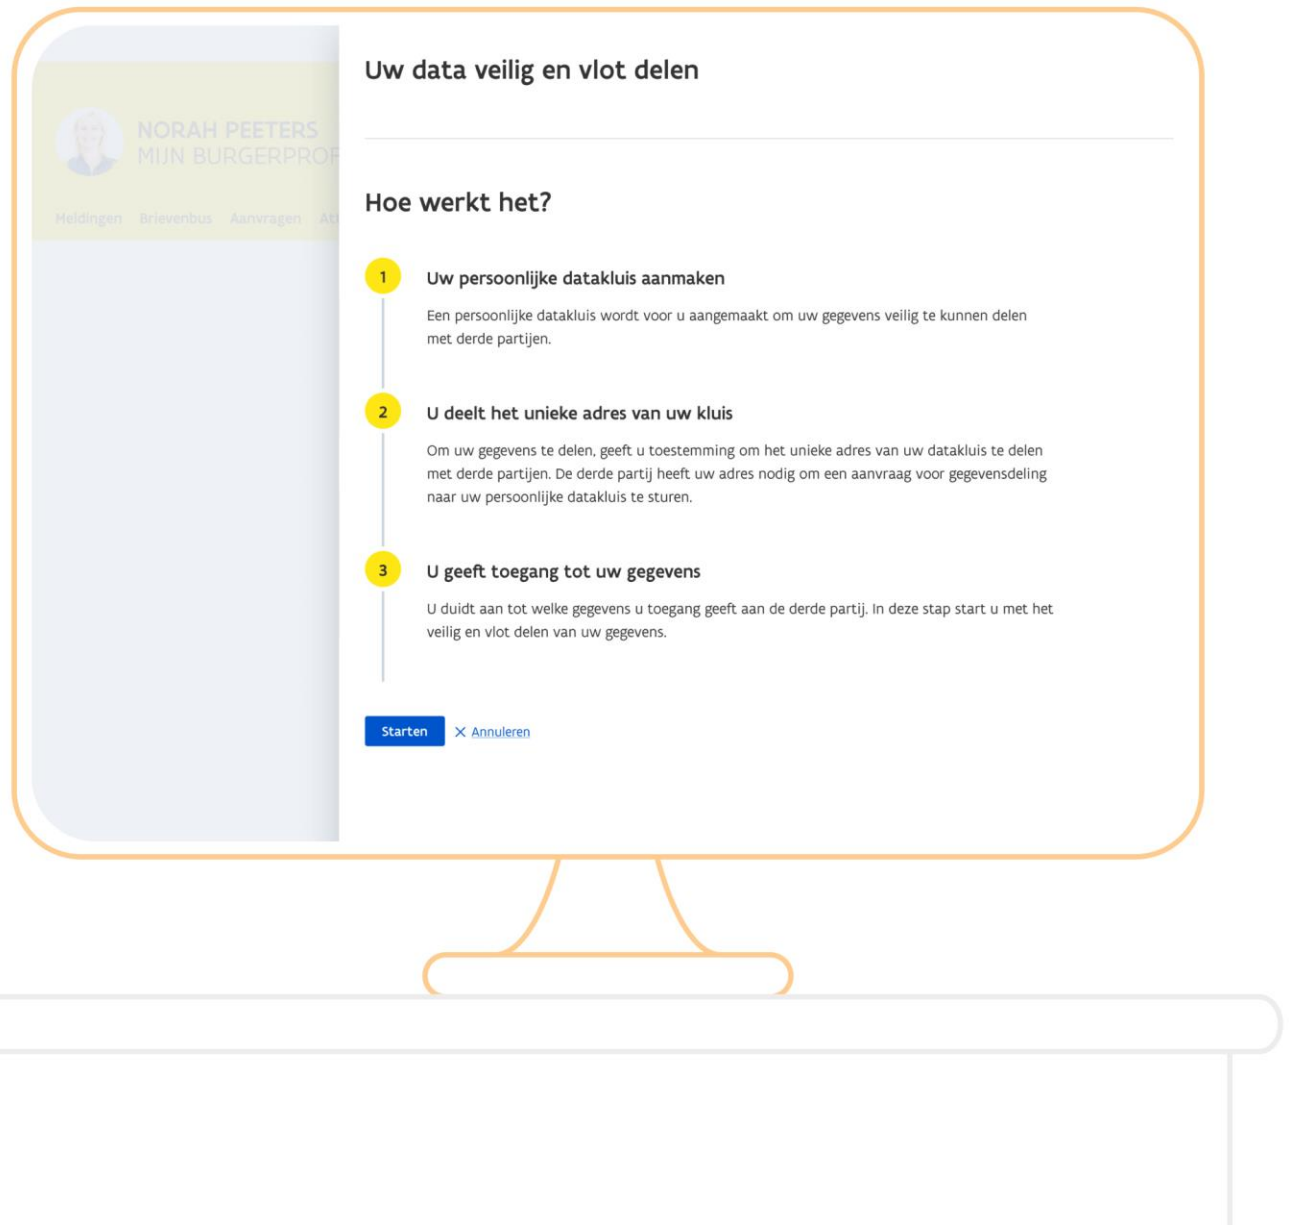 Uw data veilig en vlot delen
NORAH PEETERS
MIJN BURGERPROF
Meldingen Brievenbus Aanvragen
Hoe werkt het?
1 Uw persoonlijke datakluis aanmaken
Een persoonlijke datakluis wordt voor u aangemaakt om uw gegevens veilig te kunnen delen
met derde partijen.
2 U deelt het unieke adres van uw kluis
Om uw gegevens te delen, geeft u toestemming om het unieke adres van uw datakluis te delen
met derde partijen. De derde partij heeft uw adres nodig om een aanvraag voor gegevensdeling
naar uw persoonlijke datakluis te sturen.
3 U geeft toegang tot uw gegevens
U duidt aan tot welke gegevens u toegang geeft aan de derde partij. In deze stap start u met het
veilig en vlot delen van uw gegevens.
Starten Annuleren